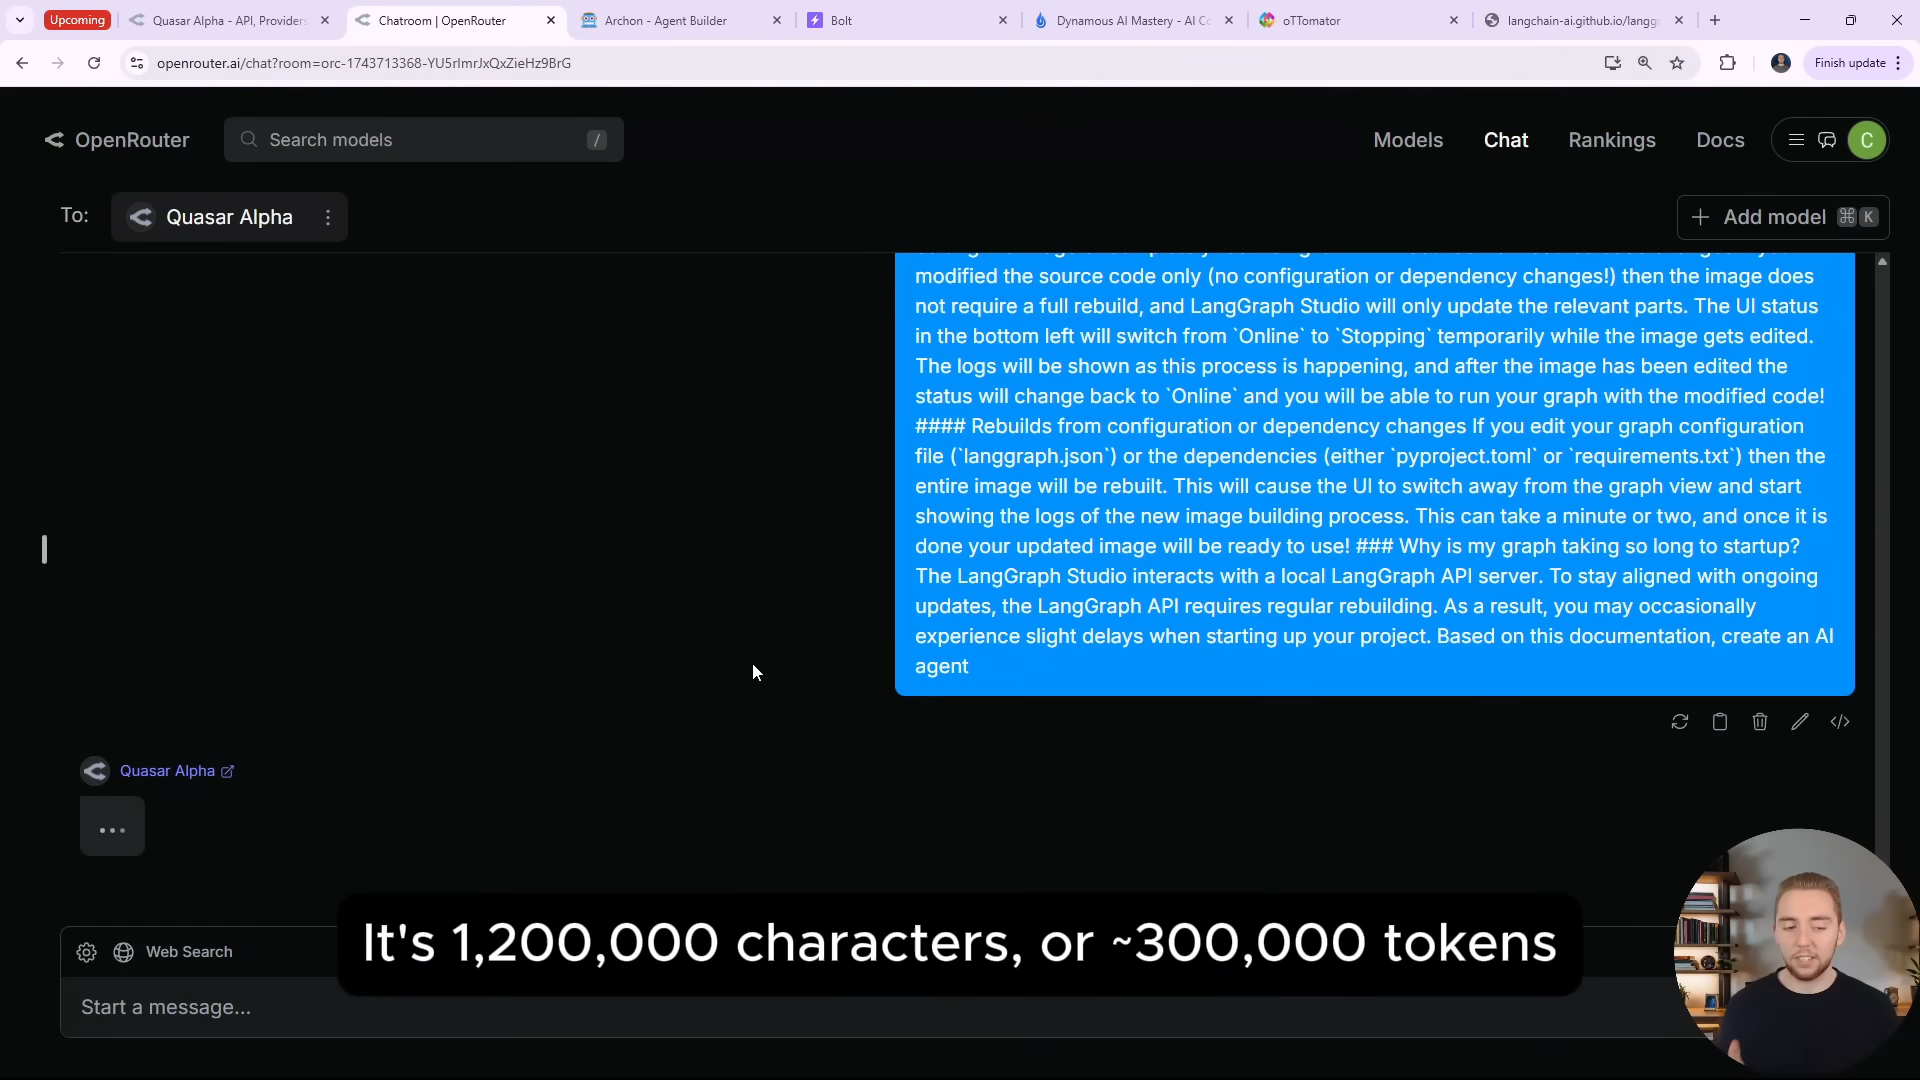 Upcoming
Quasar Alpha - API, Providers
Chatroom | OpenRouter
Archon - Agent Builder
Bolt
Dynamous AI Mastery - AI Co
oTTomator
langchain-ai.github.io/langg
openrouter.ai/chat?room=orc-1743713368-YU5rImrJxQxZieHz9BrG
Finish update
OpenRouter
Search models
/
Models
Chat
Rankings
Docs
C
To:
Quasar Alpha
Add model ⌘ K
modified the source code only (no configuration or dependency changes!) then the image does
not require a full rebuild, and LangGraph Studio will only update the relevant parts. The UI status
in the bottom left will switch from `Online` to `Stopping` temporarily while the image gets edited.
The logs will be shown as this process is happening, and after the image has been edited the
status will change back to `Online` and you will be able to run your graph with the modified code!
#### Rebuilds from configuration or dependency changes If you edit your graph configuration
file (`langgraph.json`) or the dependencies (either `pyproject.toml` or `requirements.txt`) then the
entire image will be rebuilt. This will cause the UI to switch away from the graph view and start
showing the logs of the new image building process. This can take a minute or two, and once it is
done your updated image will be ready to use! ### Why is my graph taking so long to startup?
The LangGraph Studio interacts with a local LangGraph API server. To stay aligned with ongoing
updates, the LangGraph API requires regular rebuilding. As a result, you may occasionally
experience slight delays when starting up your project. Based on this documentation, create an AI
agent
Quasar Alpha
Web Search
It's 1,200,000 characters, or ~300,000 tokens
Start a message...